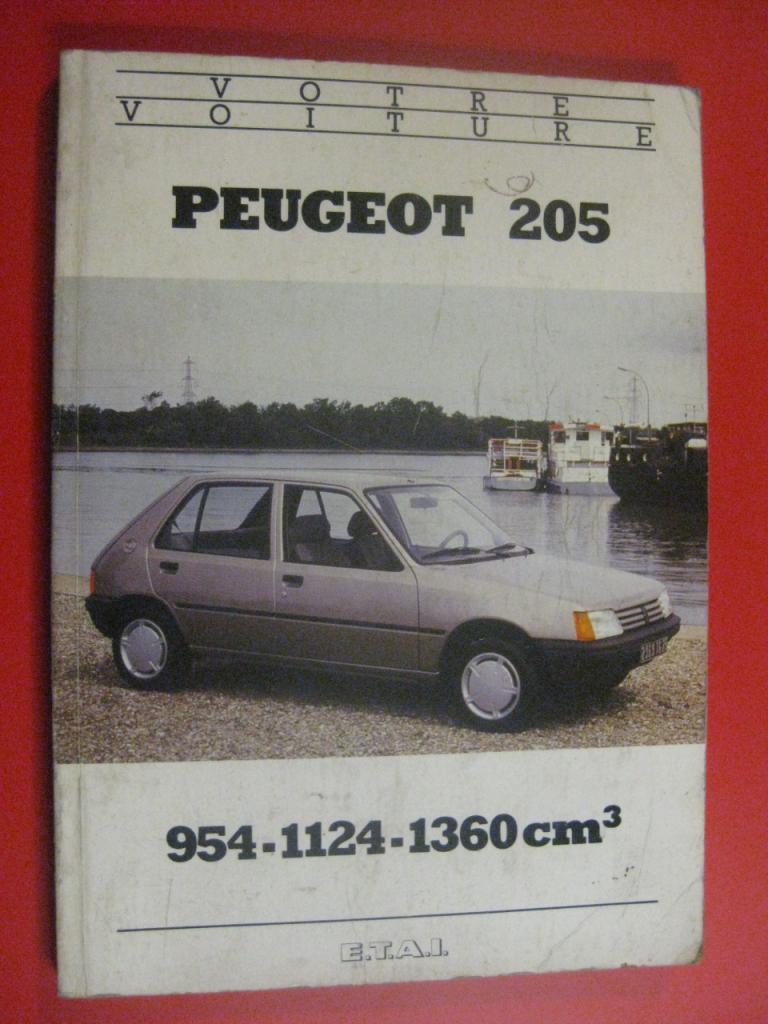 VOTRE
VOITURE
PEUGEOT 205
954-1124-1360 cm³
E.T.A.I.